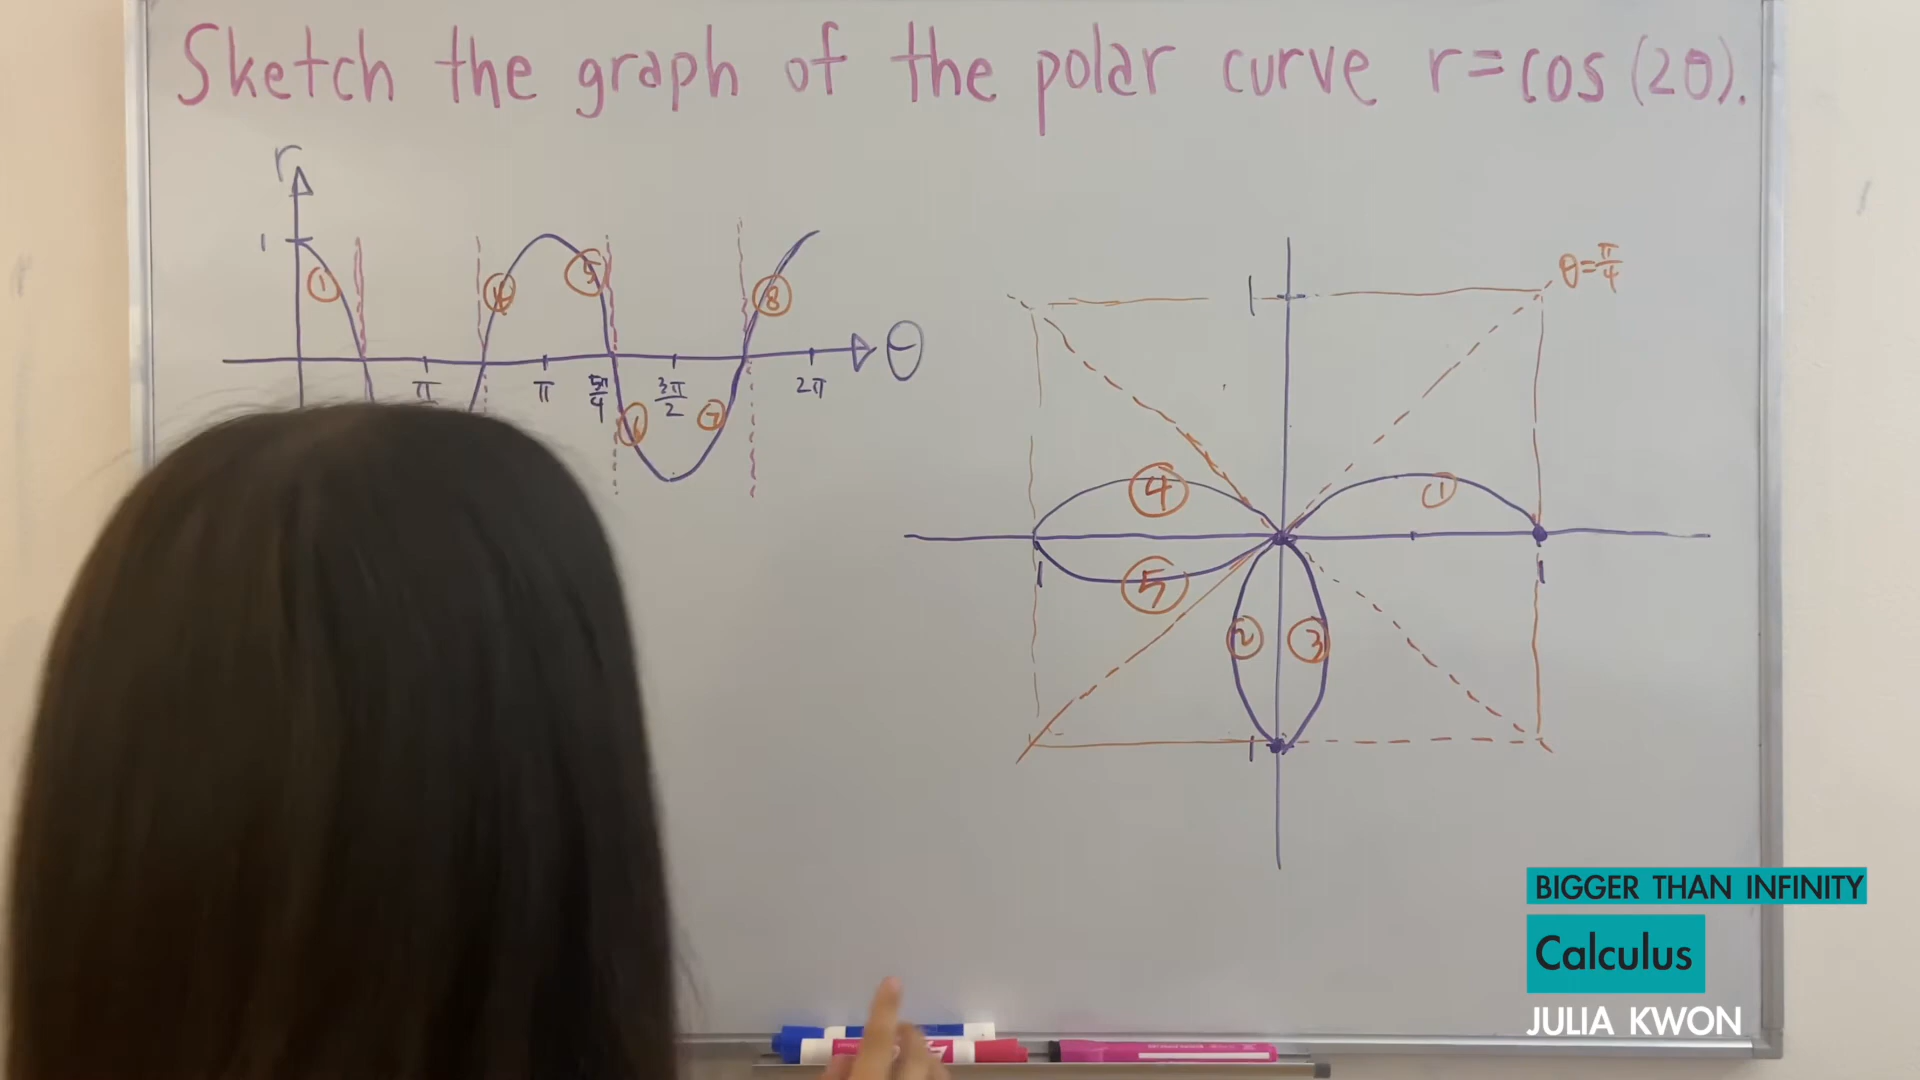 Sketch the graph of the polar curve r=cos(2θ).
r
1
① ④ ⑤ ⑧
θ
π π 5π/4 3π/2 2π
⑥ ⑦
θ=π/4
1
④ ①
⑤
1 1
② ③
1
BIGGER THAN INFINITY
Calculus
JULIA KWON